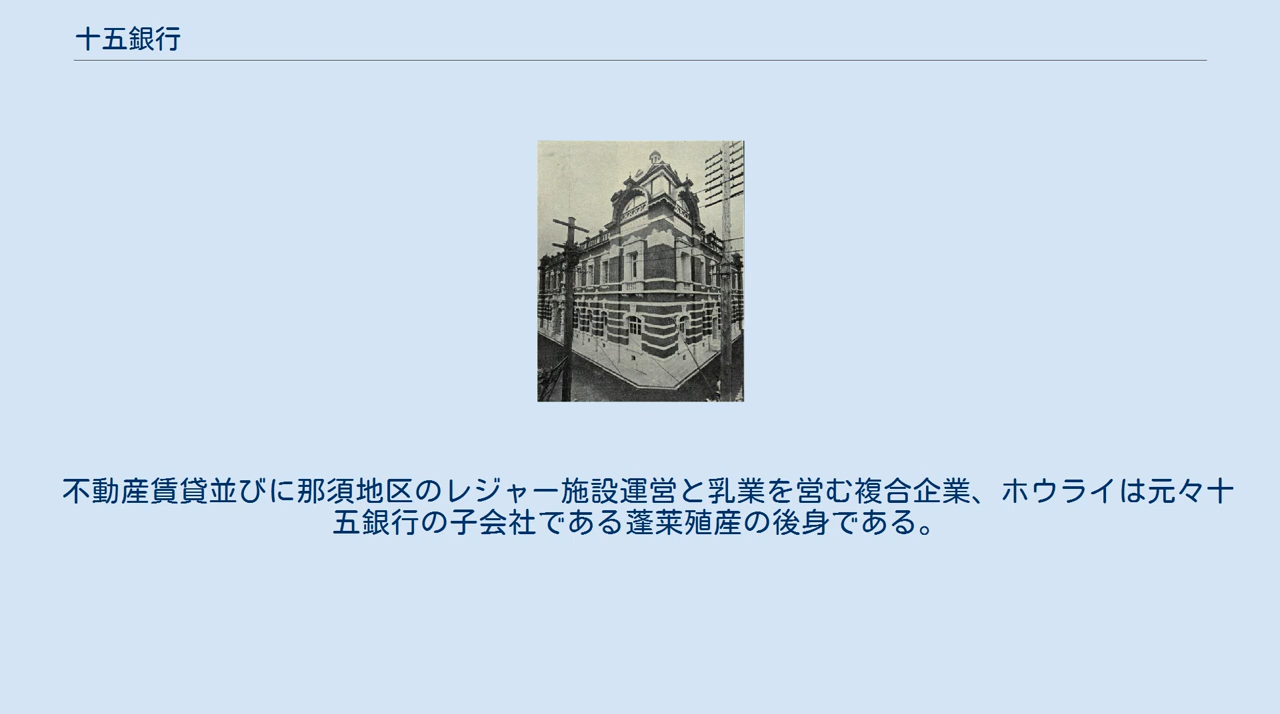 十五銀行
不動産賃貸並びに那須地区のレジャー施設運営と乳業を営む複合企業、ホウライは元々十
五銀行の子会社である蓬莱殖産の後身である。